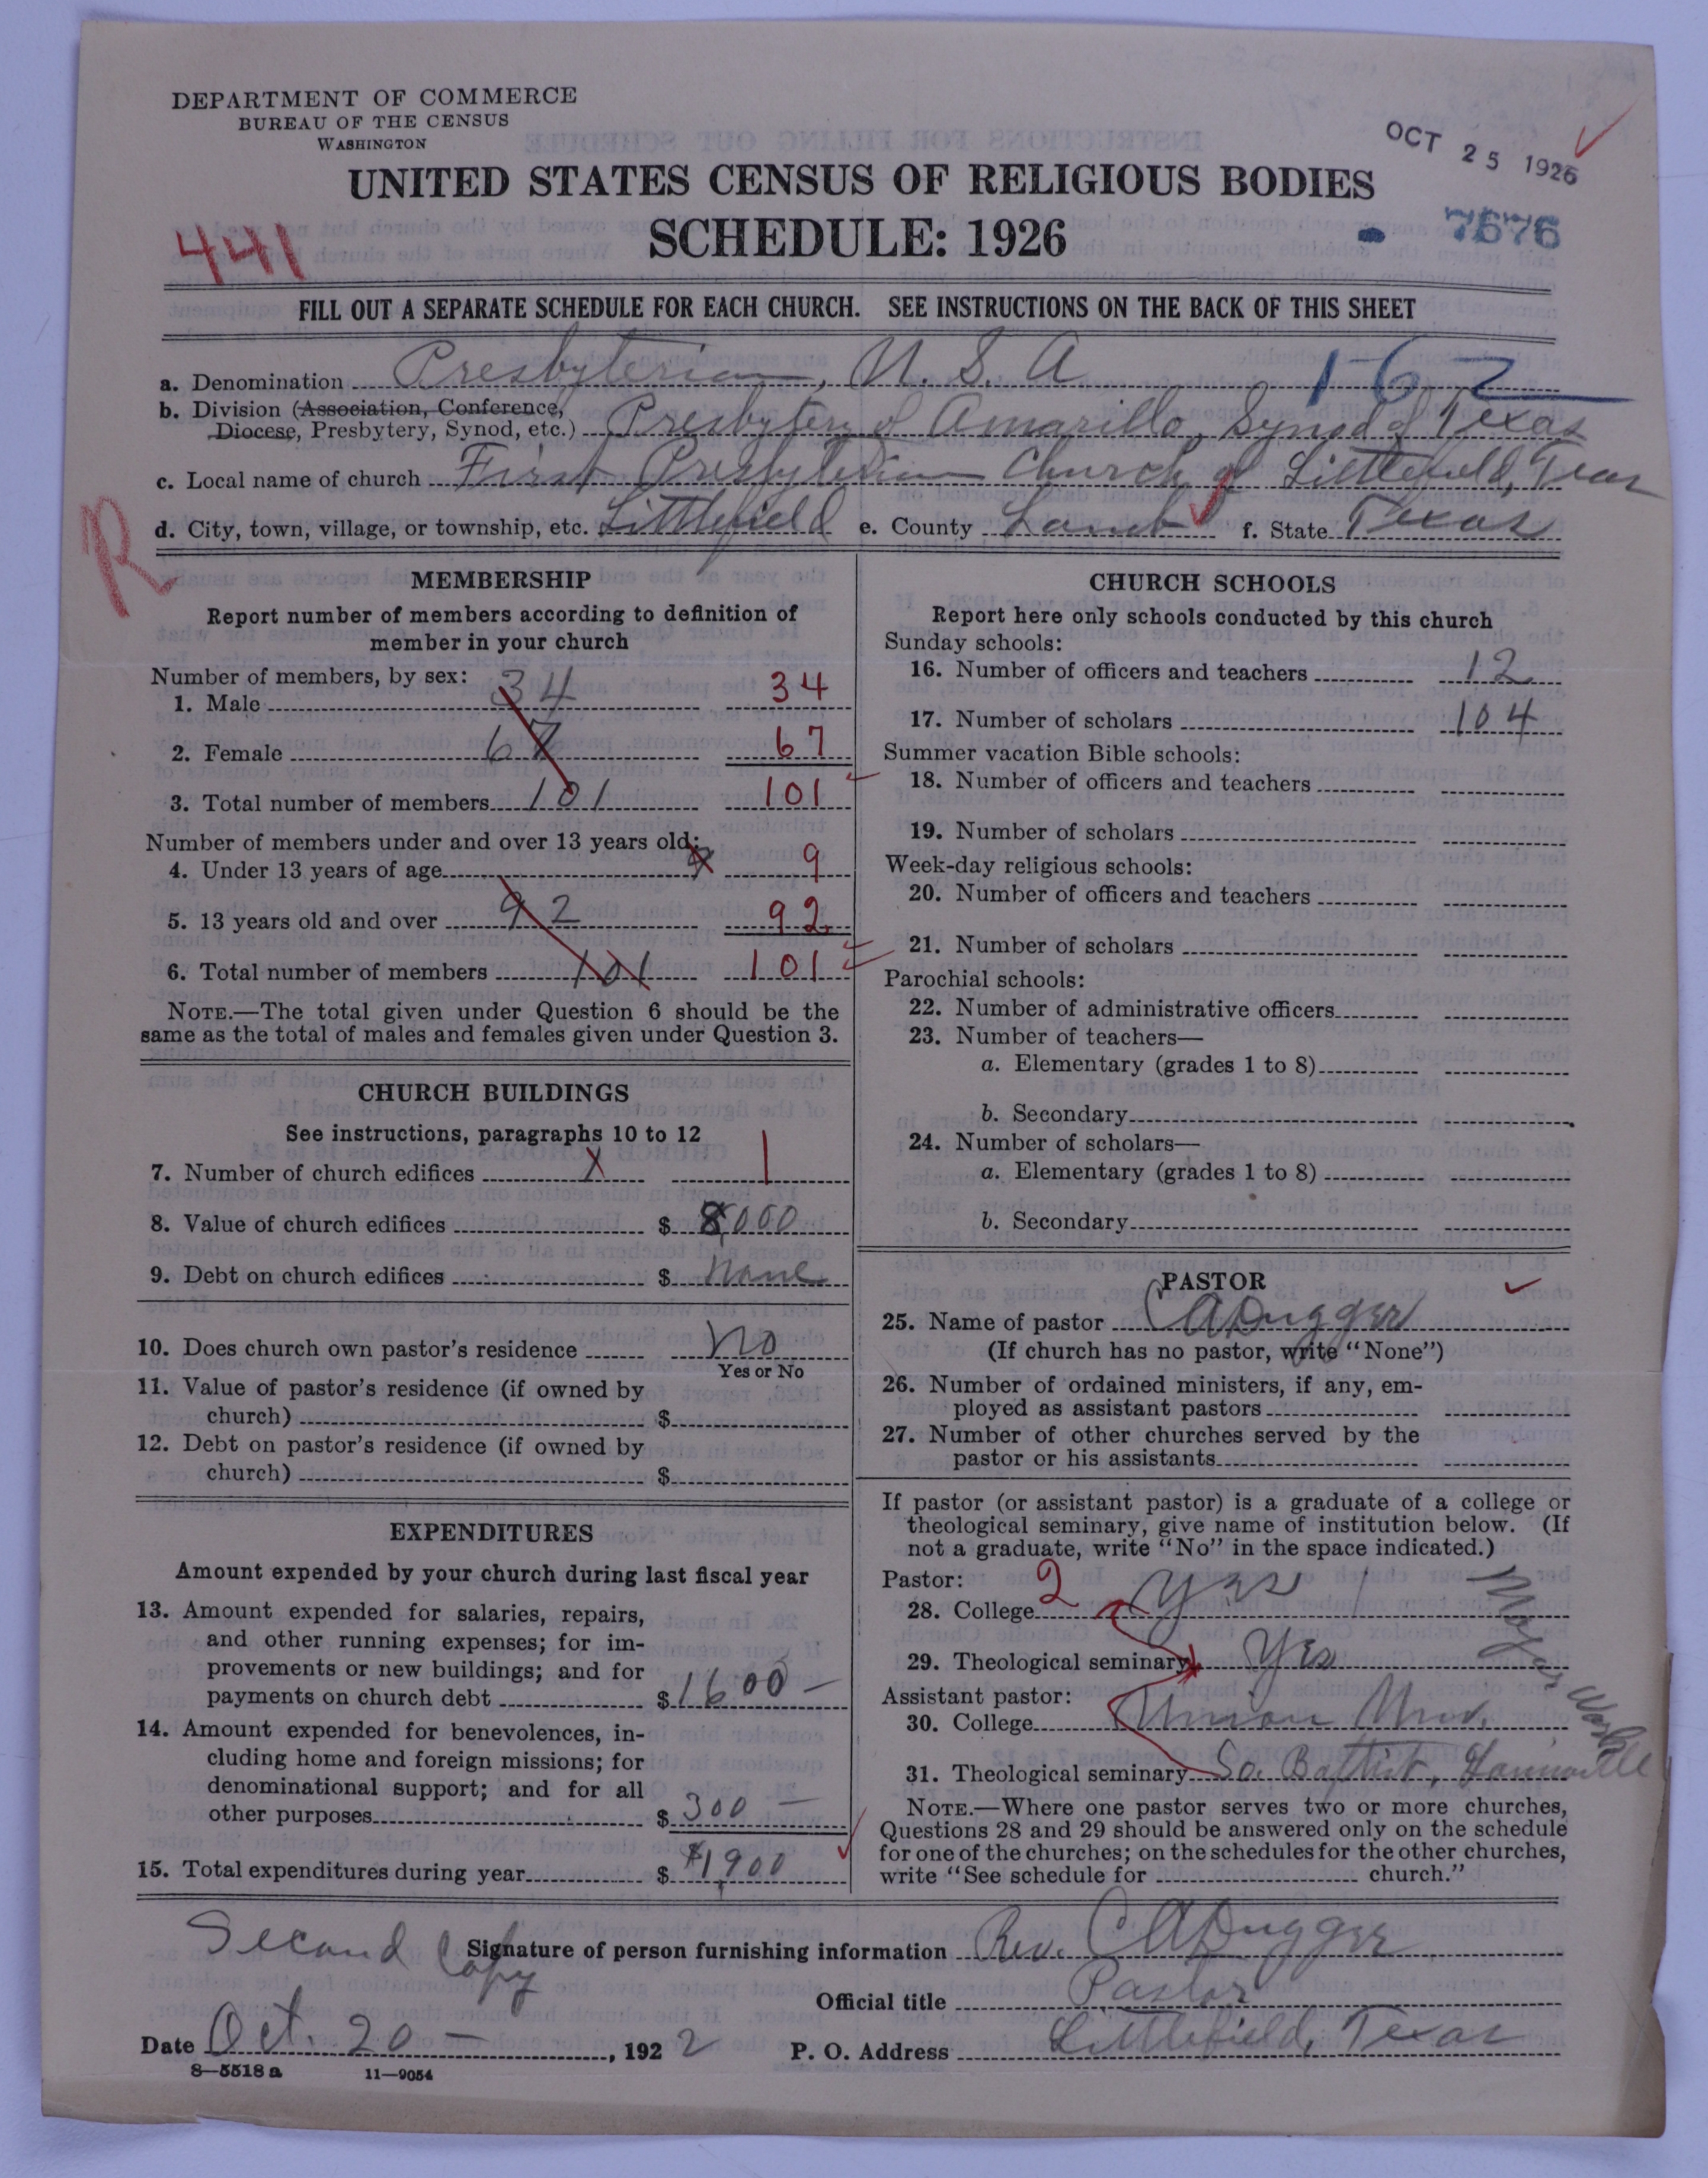 DEPARTMENT OF COMMERCE
BUREAU OF THE CENSUS
WASHINGTON
OCT 25 1926
UNITED STATES CENSUS OF RELIGIOUS BODIES
441
SCHEDULE: 1926
7676
FILL OUT A SEPARATE SCHEDULE FOR EACH CHURCH. SEE INSTRUCTIONS ON THE BACK OF THIS SHEET
a. Denomination Presbyterian, U. S. A 1-62
b. Division (Association, Conference,
Diocese, Presbytery, Synod, etc.) Presbytery of Amarillo, Synod of Texas
c. Local name of church First Presbyterian Church of Littlefield, Texas
R
d. City, town, village, or township, etc. Littlefield e. County Lamb f. State Texas
MEMBERSHIP
Report number of members according to definition of
member in your church
Number of members, by sex:
1. Male 34 34
2. Female 67 67
3. Total number of members 101 101
Number of members under and over 13 years old:
4. Under 13 years of age 9 9
5. 13 years old and over 92 92
6. Total number of members 101 101
NOTE.—The total given under Question 6 should be the
same as the total of males and females given under Question 3.
CHURCH BUILDINGS
See instructions, paragraphs 10 to 12
7. Number of church edifices 1 1
8. Value of church edifices $ 8,000
9. Debt on church edifices $ none
10. Does church own pastor's residence No
Yes or No
11. Value of pastor's residence (if owned by
church) $
12. Debt on pastor's residence (if owned by
church) $
EXPENDITURES
Amount expended by your church during last fiscal year
13. Amount expended for salaries, repairs,
and other running expenses; for im-
provements or new buildings; and for
payments on church debt $ 1600 —
14. Amount expended for benevolences, in-
cluding home and foreign missions; for
denominational support; and for all
other purposes $ 300 —
15. Total expenditures during year $ $1,900
CHURCH SCHOOLS
Report here only schools conducted by this church
Sunday schools:
16. Number of officers and teachers 12
17. Number of scholars 104
Summer vacation Bible schools:
18. Number of officers and teachers
19. Number of scholars
Week-day religious schools:
20. Number of officers and teachers
21. Number of scholars
Parochial schools:
22. Number of administrative officers
23. Number of teachers—
a. Elementary (grades 1 to 8)
b. Secondary
24. Number of scholars—
a. Elementary (grades 1 to 8)
b. Secondary
PASTOR
25. Name of pastor C A Dugger
(If church has no pastor, write "None")
26. Number of ordained ministers, if any, em-
ployed as assistant pastors
27. Number of other churches served by the
pastor or his assistants
If pastor (or assistant pastor) is a graduate of a college or
theological seminary, give name of institution below. (If
not a graduate, write "No" in the space indicated.)
Pastor: 2
28. College yes
29. Theological seminary Yes
Assistant pastor:
30. College Union Univ.
31. Theological seminary So. Baptist,
NOTE.—Where one pastor serves two or more churches,
Questions 28 and 29 should be answered only on the schedule
for one of the churches; on the schedules for the other churches,
write "See schedule for church."
Second Copy
Signature of person furnishing information Rev. C A Dugger
Official title Pastor
Date Oct. 20 —, 1922 P. O. Address Littlefield, Texas
8—5518 a 11—9054